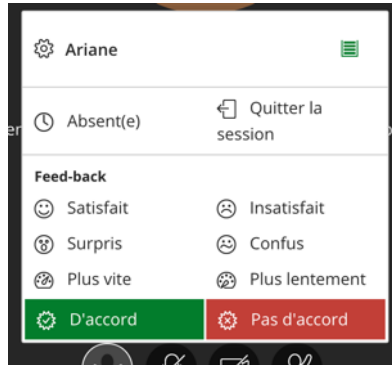 Ariane
Absent(e)
Quitter la
session
Feed-back
Satisfait
Insatisfait
Surpris
Confus
Plus vite
Plus lentement
D'accord
Pas d'accord